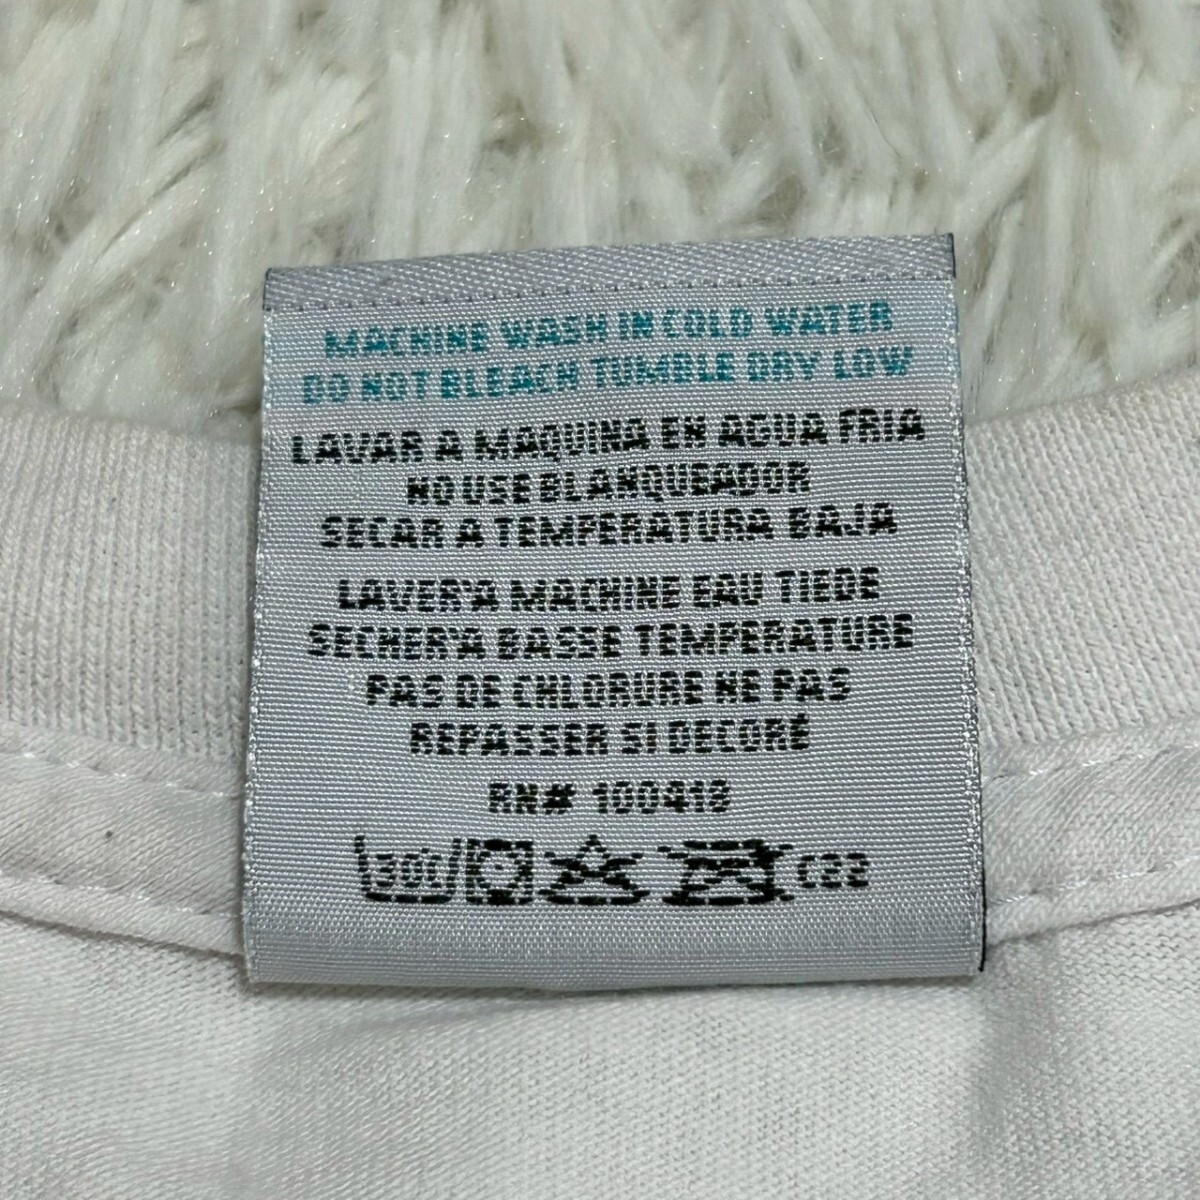 MACHINE WASH IN COLD WATER
DO NOT BLEACH TUMBLE DRY LOW
LAVAR A MAQUINA EN AGUA FRIA
NO USE BLANQUEADOR
SECAR A TEMPERATURA BAJA
LAVER'A MACHINE EAU TIEDE
SECHER'A BASSE TEMPERATURE
PAS DE CHLORURE NE PAS
REPASSER SI DECORÉ
RN# 100418
30C C22